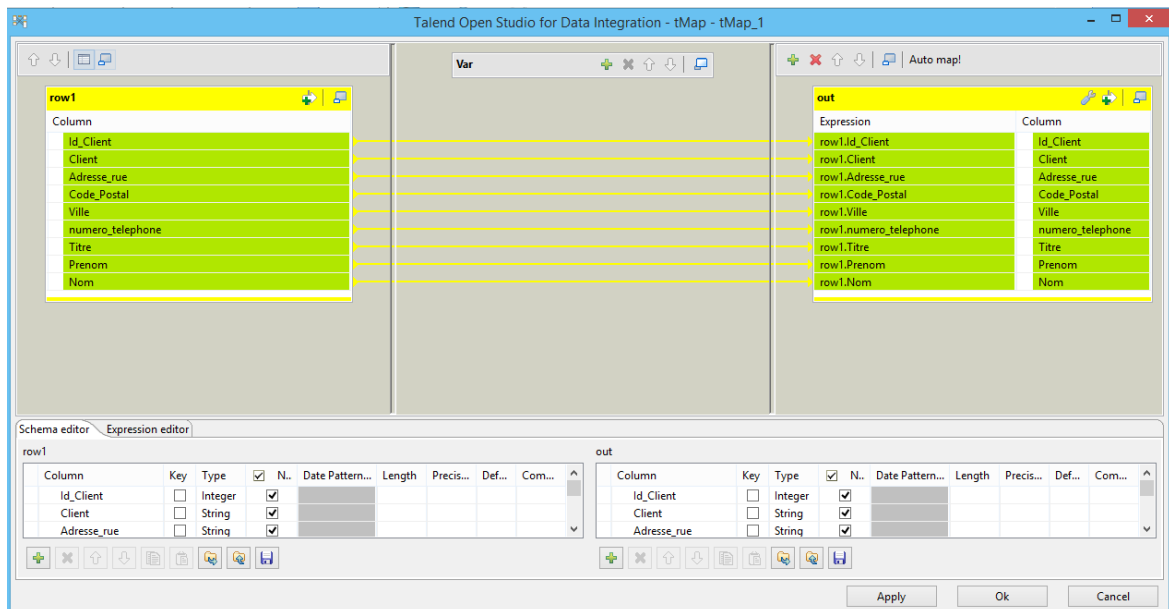 Talend Open Studio for Data Integration - tMap - tMap_1
Var
Auto map!
row1
Column
Id_Client
Client
Adresse_rue
Code_Postal
Ville
numero_telephone
Titre
Prenom
Nom
out
Expression Column
row1.Id_Client Id_Client
row1.Client Client
row1.Adresse_rue Adresse_rue
row1.Code_Postal Code_Postal
row1.Ville Ville
row1.numero_telephone numero_telephone
row1.Titre Titre
row1.Prenom Prenom
row1.Nom Nom
Schema editor Expression editor
row1
Column Key Type N.. Date Pattern... Length Precis... Def... Com...
Id_Client Integer
Client String
Adresse_rue String
out
Column Key Type N.. Date Pattern... Length Precis... Def... Com...
Id_Client Integer
Client String
Adresse_rue String
Apply Ok Cancel